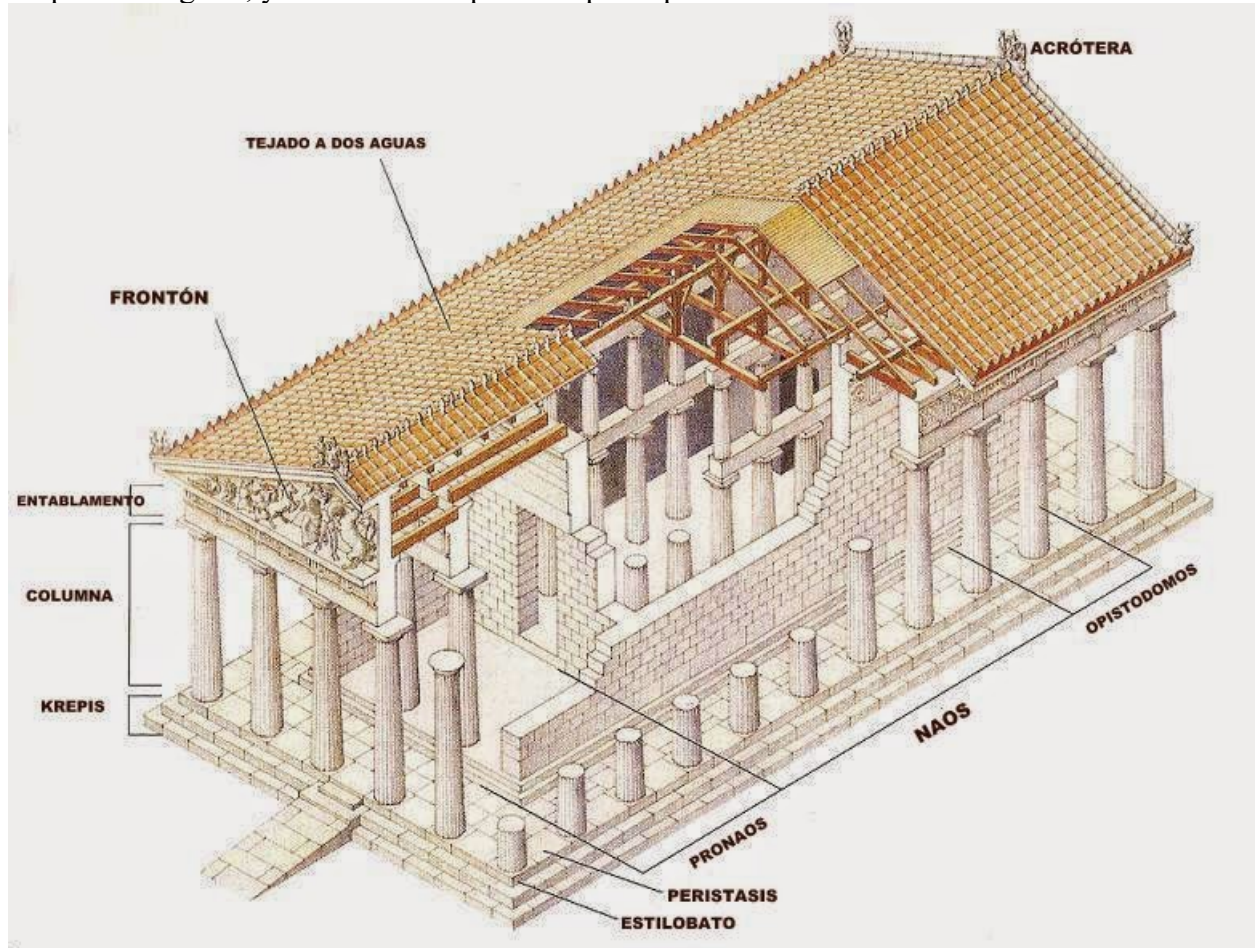 ACRÓTERA
TEJADO A DOS AGUAS
FRONTÓN
ENTABLAMENTO
COLUMNA
KREPIS
OPISTODOMOS
NAOS
PRONAOS
PERISTASIS
ESTILOBATO